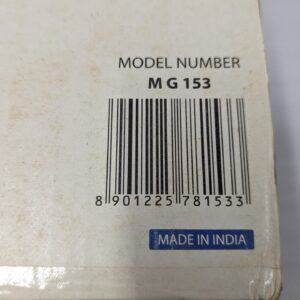 MODEL NUMBER
M G 153
8 901225 781533
MADE IN INDIA